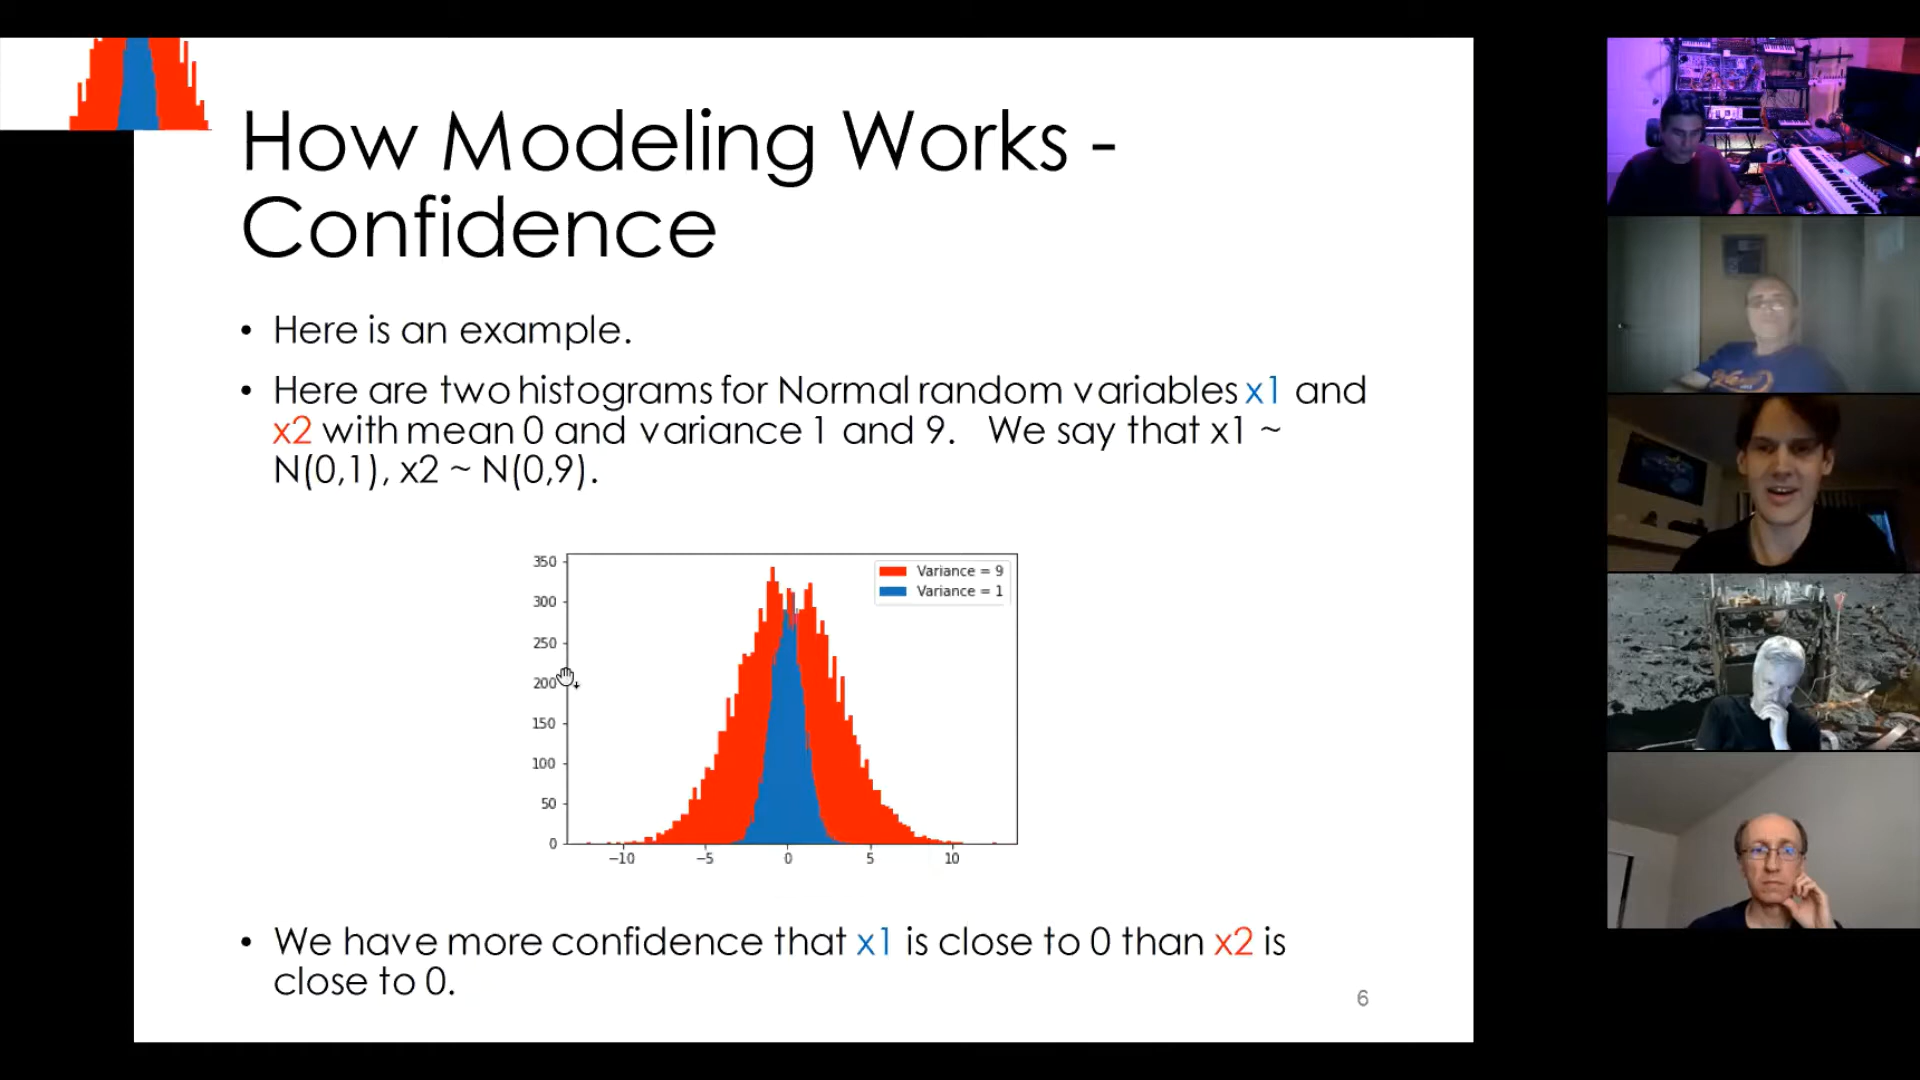 How Modeling Works -
Confidence
• Here is an example.
• Here are two histograms for Normal random variables x1 and
x2 with mean 0 and variance 1 and 9. We say that x1 ~
N(0,1), x2 ~ N(0,9).
350
300
250
200
150
100
50
0
Variance = 9
Variance = 1
−10 −5 0 5 10
• We have more confidence that x1 is close to 0 than x2 is
close to 0.
6